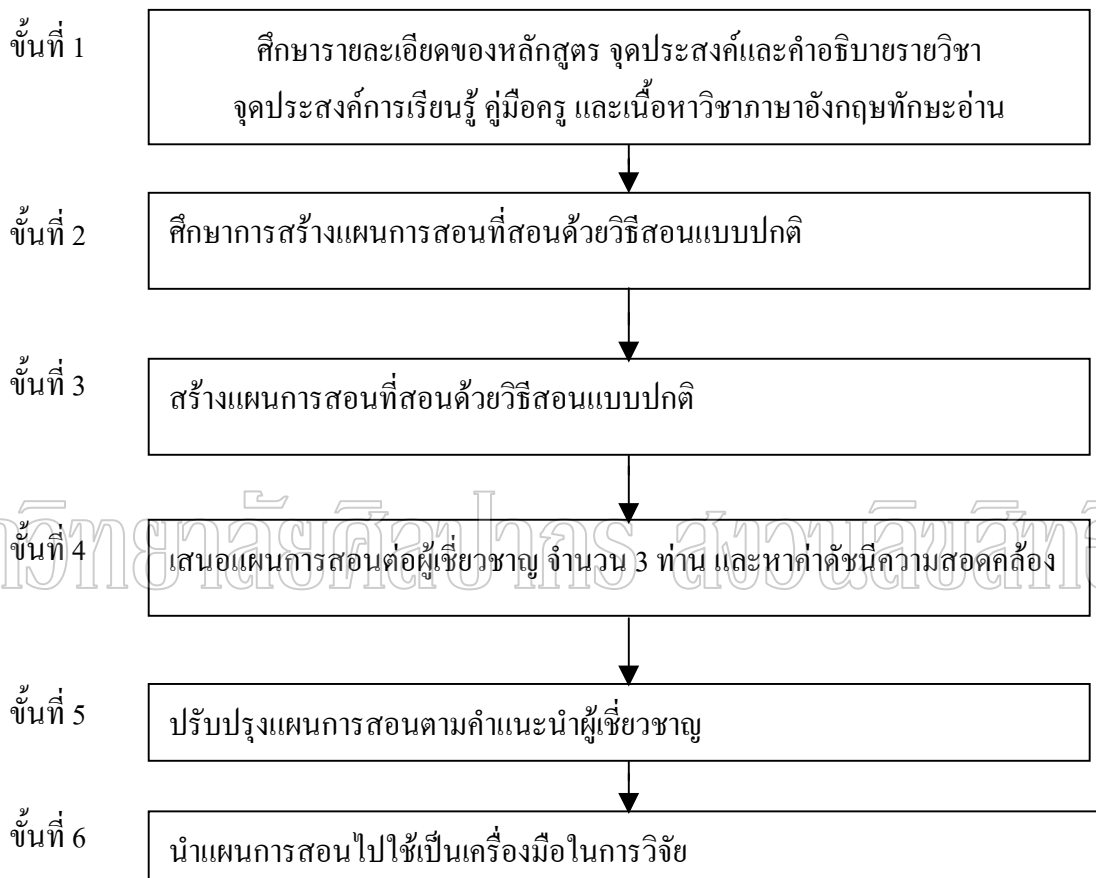 ขั้นที่ 1
ศึกษารายละเอียดของหลักสูตร จุดประสงค์และคำอธิบายรายวิชา
จุดประสงค์การเรียนรู้ คู่มือครู และเนื้อหาวิชาภาษาอังกฤษทักษะอ่าน
ขั้นที่ 2
ศึกษาการสร้างแผนการสอนที่สอนด้วยวิธีสอนแบบปกติ
ขั้นที่ 3
สร้างแผนการสอนที่สอนด้วยวิธีสอนแบบปกติ
ขั้นที่ 4
เสนอแผนการสอนต่อผู้เชี่ยวชาญ จำนวน 3 ท่าน และหาค่าดัชนีความสอดคล้อง
ขั้นที่ 5
ปรับปรุงแผนการสอนตามคำแนะนำผู้เชี่ยวชาญ
ขั้นที่ 6
นำแผนการสอนไปใช้เป็นเครื่องมือในการวิจัย